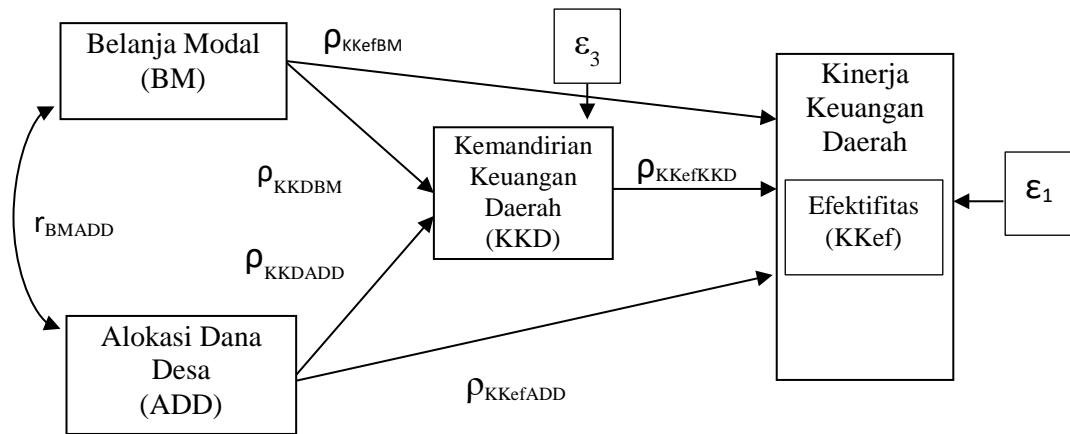 Belanja Modal
(BM)
ρKKefBM
ε3
Kinerja
Keuangan
Daerah
Kemandirian
Keuangan
Daerah
(KKD)
ρKKDBM
ρKKefKKD
Efektifitas
(KKef)
ε1
rBMADD
ρKKDADD
Alokasi Dana
Desa
(ADD)
ρKKefADD